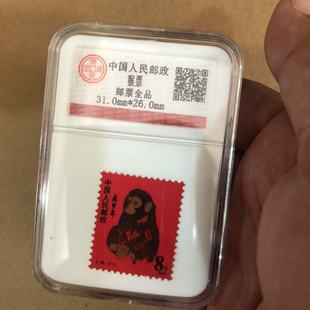 中国人民邮政
猴票
邮票全品
31.0mm*26.0mm
庚申年
中国人民邮政
8分